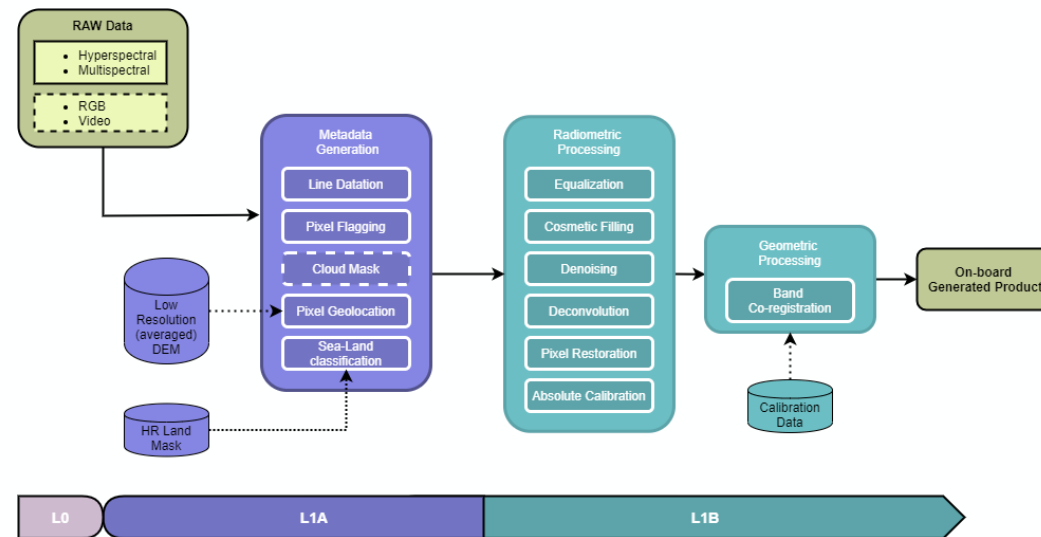 RAW Data
Hyperspectral
Multispectral
RGB
Video
Metadata
Generation
Line Datation
Pixel Flagging
Cloud Mask
Pixel Geolocation
Sea-Land
classification
Low
Resolution
(averaged)
DEM
HR Land
Mask
Radiometric
Processing
Equalization
Cosmetic Filling
Denoising
Deconvolution
Pixel Restoration
Absolute Calibration
Geometric
Processing
Band
Co-registration
Calibration
Data
On-board
Generated Product
L0
L1A
L1B